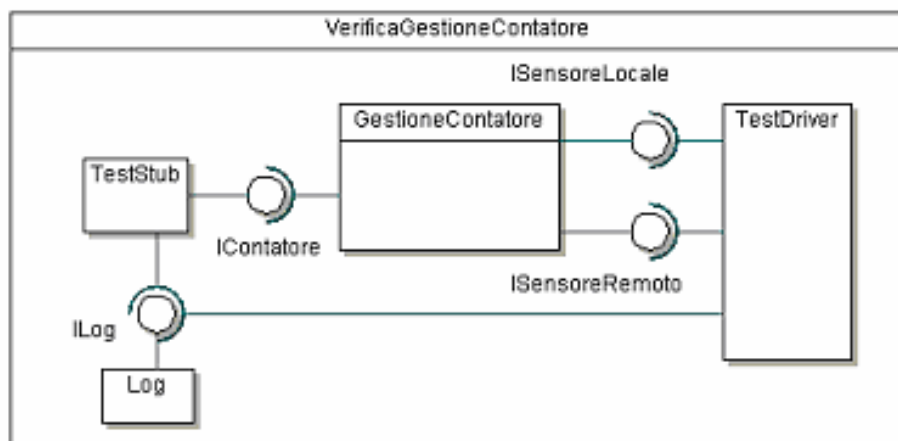 VerificaGestioneContatore
ISensoreLocale
GestioneContatore
TestDriver
TestStub
IContatore
ISensoreRemoto
ILog
Log